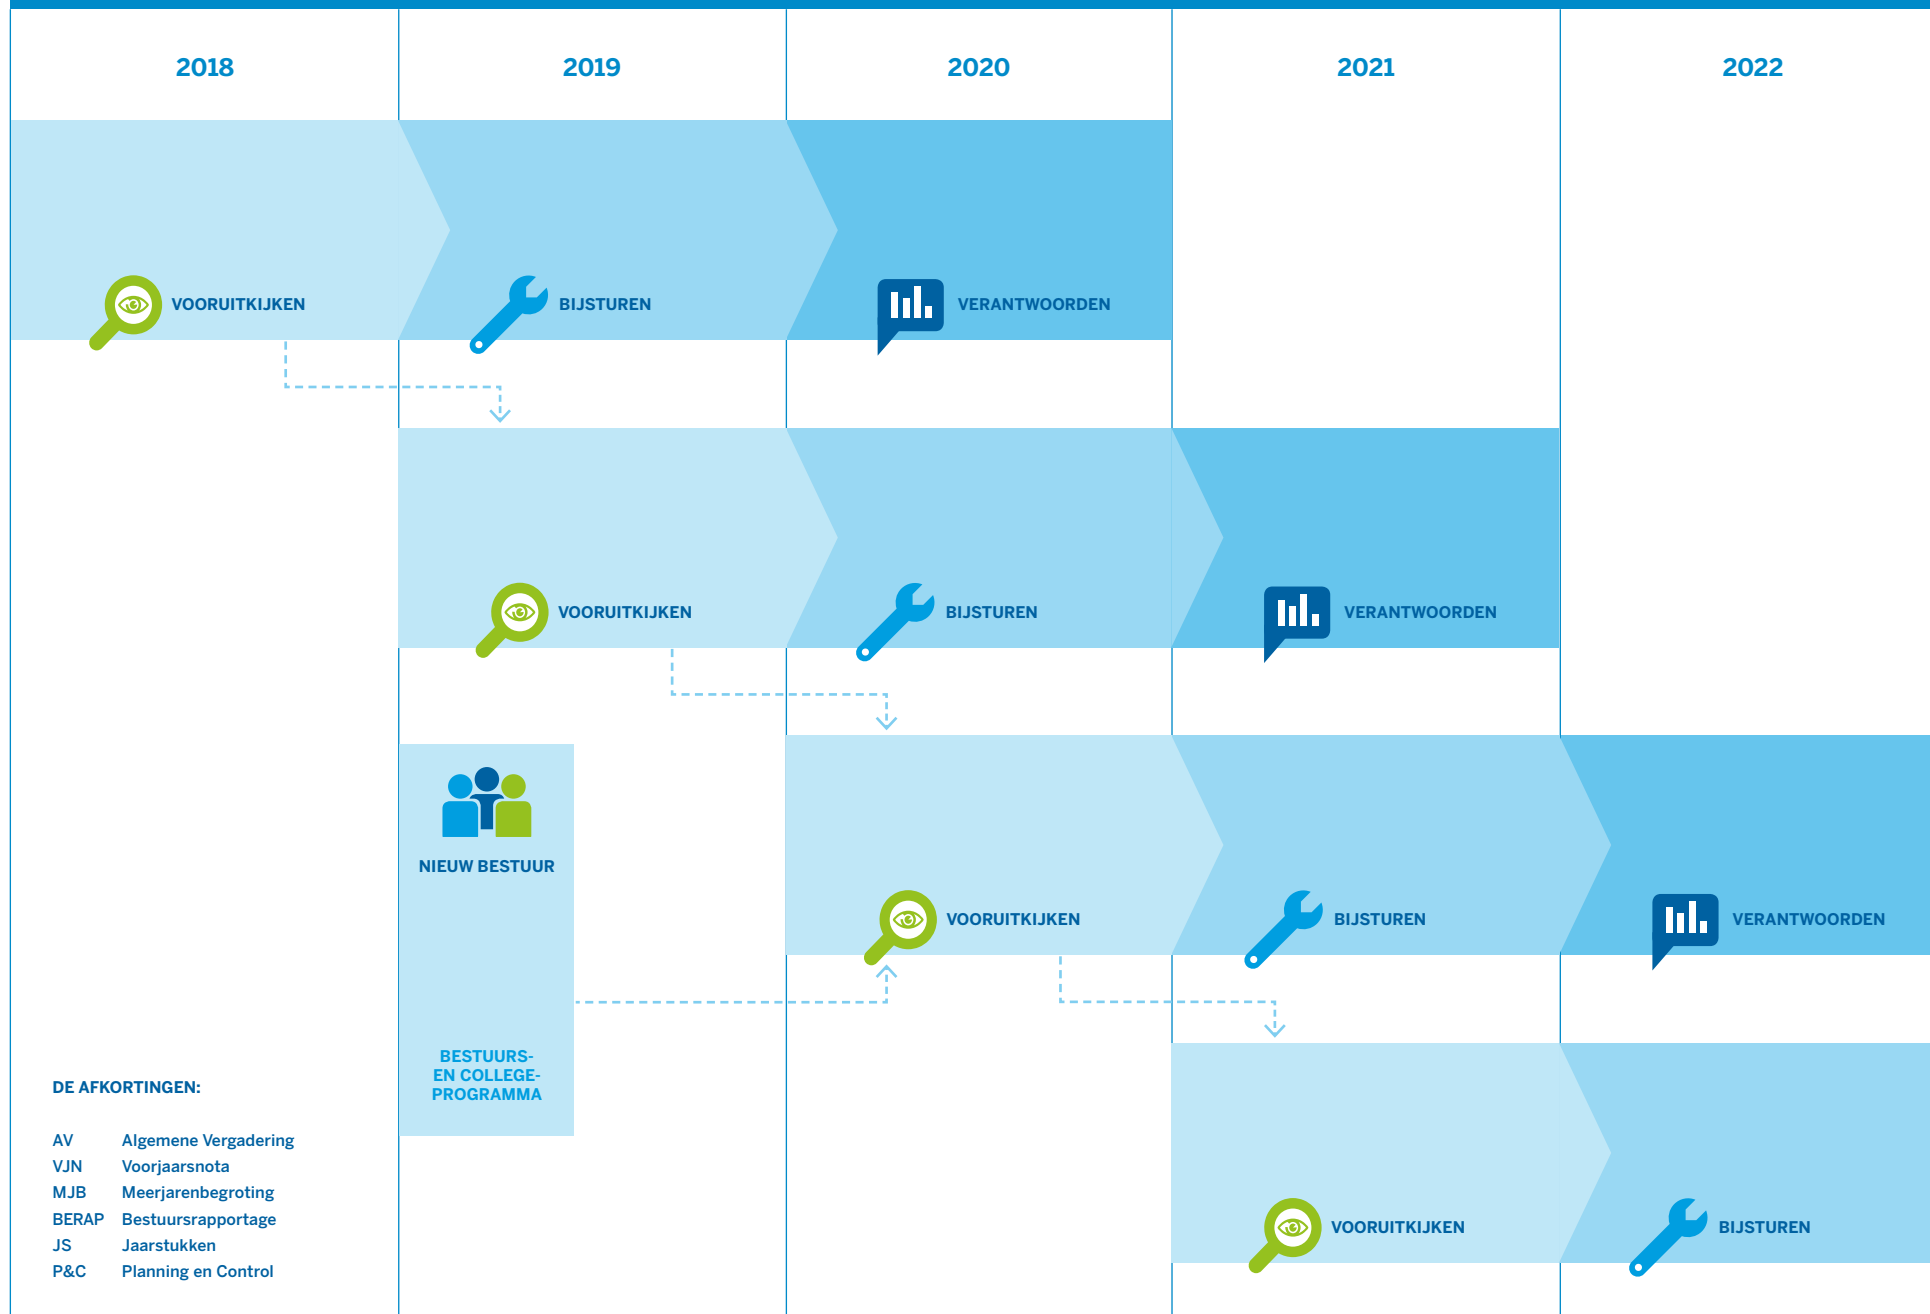 2018
2019
2020
2021
2022
VOORUITKIJKEN
BIJSTUREN
VERANTWOORDEN
VOORUITKIJKEN
BIJSTUREN
VERANTWOORDEN
NIEUW BESTUUR
BESTUURS-
EN COLLEGE-
PROGRAMMA
VOORUITKIJKEN
BIJSTUREN
VERANTWOORDEN
VOORUITKIJKEN
BIJSTUREN
DE AFKORTINGEN:
AV Algemene Vergadering
VJN Voorjaarsnota
MJB Meerjarenbegroting
BERAP Bestuursrapportage
JS Jaarstukken
P&C Planning en Control